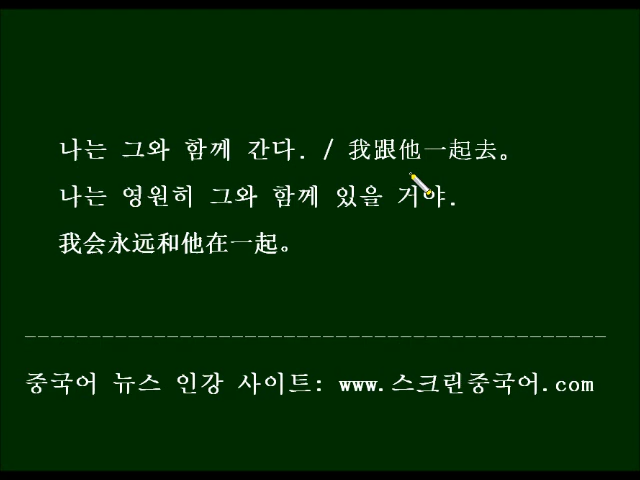 나는 그와 함께 간다. / 我跟他一起去。
나는 영원히 그와 함께 있을 거야.
我会永远和他在一起。
중국어 뉴스 인강 사이트: www.스크린중국어.com